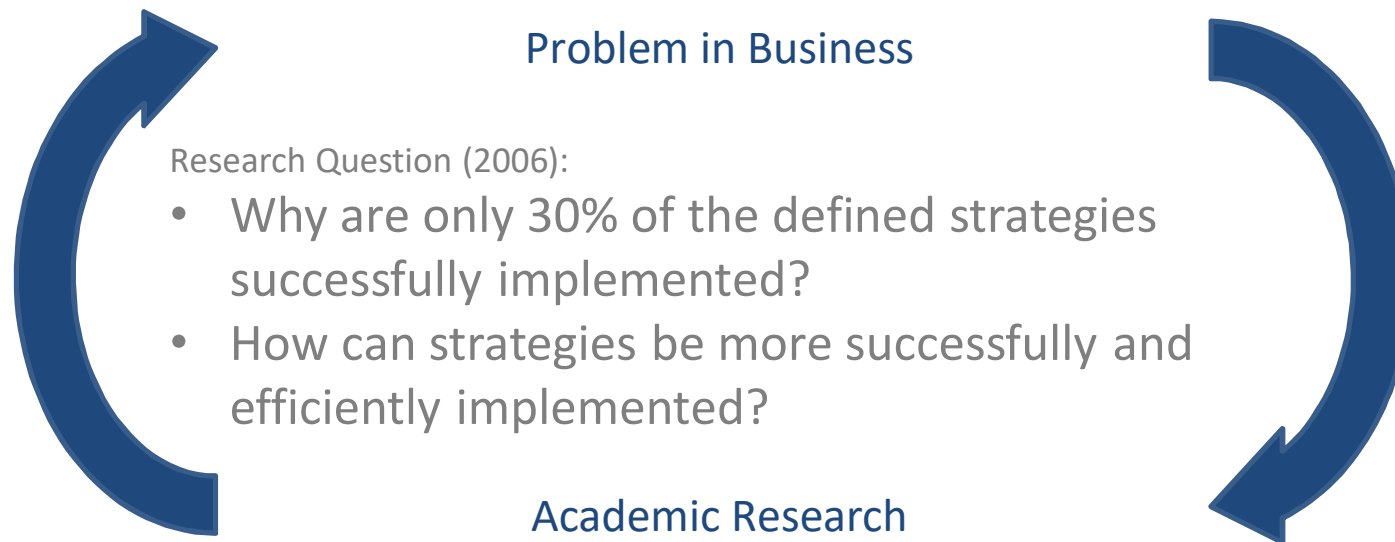 Problem in Business
Research Question (2006):
• Why are only 30% of the defined strategies
successfully implemented?
• How can strategies be more successfully and
efficiently implemented?
Academic Research